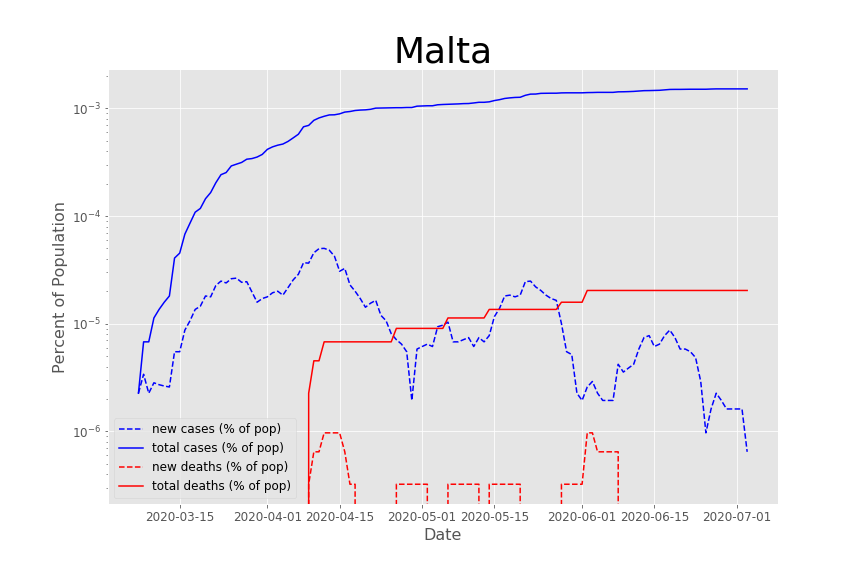 Malta
Percent of Population
10⁻³
10⁻⁴
10⁻⁵
10⁻⁶
new cases (% of pop)
total cases (% of pop)
new deaths (% of pop)
total deaths (% of pop)
2020-03-15 2020-04-01 2020-04-15 2020-05-01 2020-05-15 2020-06-01 2020-06-15 2020-07-01
Date